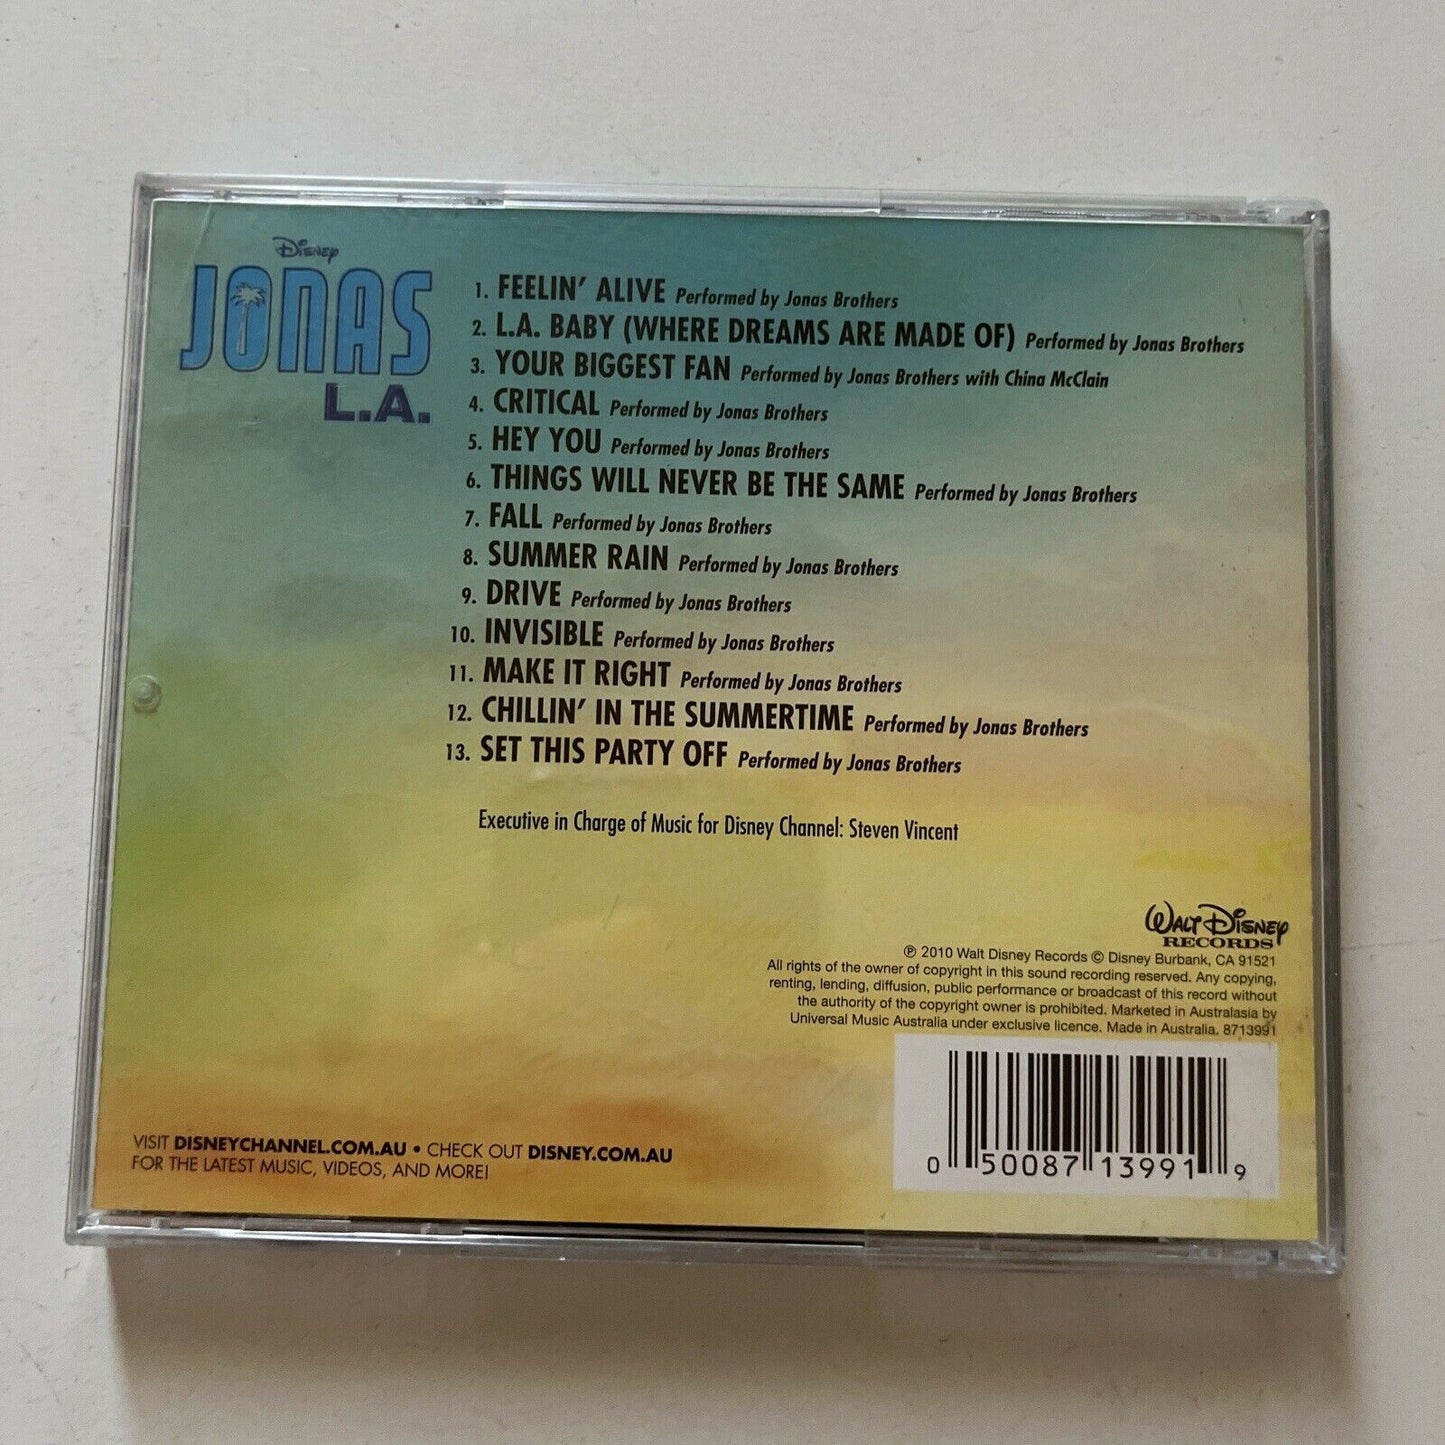 Disney
JONAS
L.A.
1. FEELIN' ALIVE Performed by Jonas Brothers
2. L.A. BABY (WHERE DREAMS ARE MADE OF) Performed by Jonas Brothers
3. YOUR BIGGEST FAN Performed by Jonas Brothers with China McClain
4. CRITICAL Performed by Jonas Brothers
5. HEY YOU Performed by Jonas Brothers
6. THINGS WILL NEVER BE THE SAME Performed by Jonas Brothers
7. FALL Performed by Jonas Brothers
8. SUMMER RAIN Performed by Jonas Brothers
9. DRIVE Performed by Jonas Brothers
10. INVISIBLE Performed by Jonas Brothers
11. MAKE IT RIGHT Performed by Jonas Brothers
12. CHILLIN' IN THE SUMMERTIME Performed by Jonas Brothers
13. SET THIS PARTY OFF Performed by Jonas Brothers
Executive in Charge of Music for Disney Channel: Steven Vincent
WALT DISNEY
RECORDS
℗ 2010 Walt Disney Records © Disney Burbank, CA 91521
All rights of the owner of copyright in this sound recording reserved. Any copying,
renting, lending, diffusion, public performance or broadcast of this record without
the authority of the copyright owner is prohibited. Marketed in Australasia by
Universal Music Australia under exclusive licence. Made in Australia. 8713991
VISIT DISNEYCHANNEL.COM.AU • CHECK OUT DISNEY.COM.AU
FOR THE LATEST MUSIC, VIDEOS, AND MORE!
0 50087 13991 9